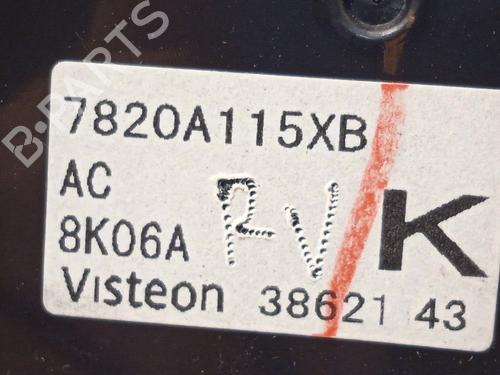 B-PARTS
7820A115XB
AC
8K06A
RV
K
Visteon 38621 43